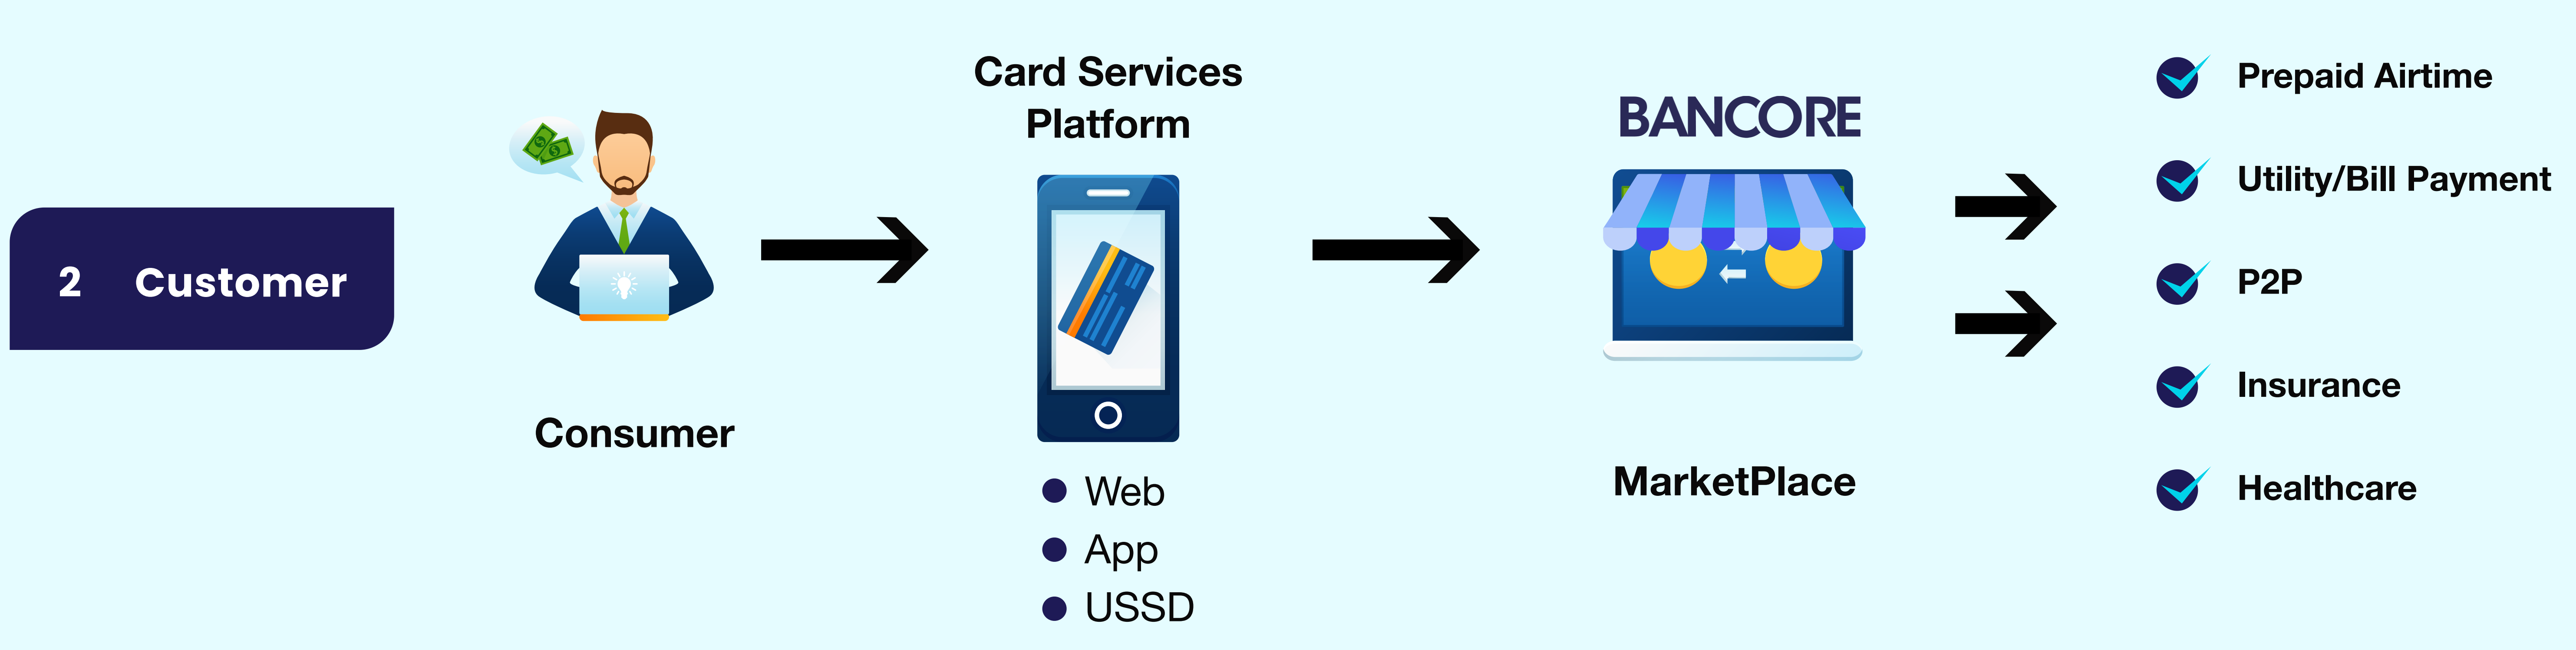 2 Customer
Consumer
Card Services
Platform
Web
App
USSD
BANCORE
MarketPlace
Prepaid Airtime
Utility/Bill Payment
P2P
Insurance
Healthcare